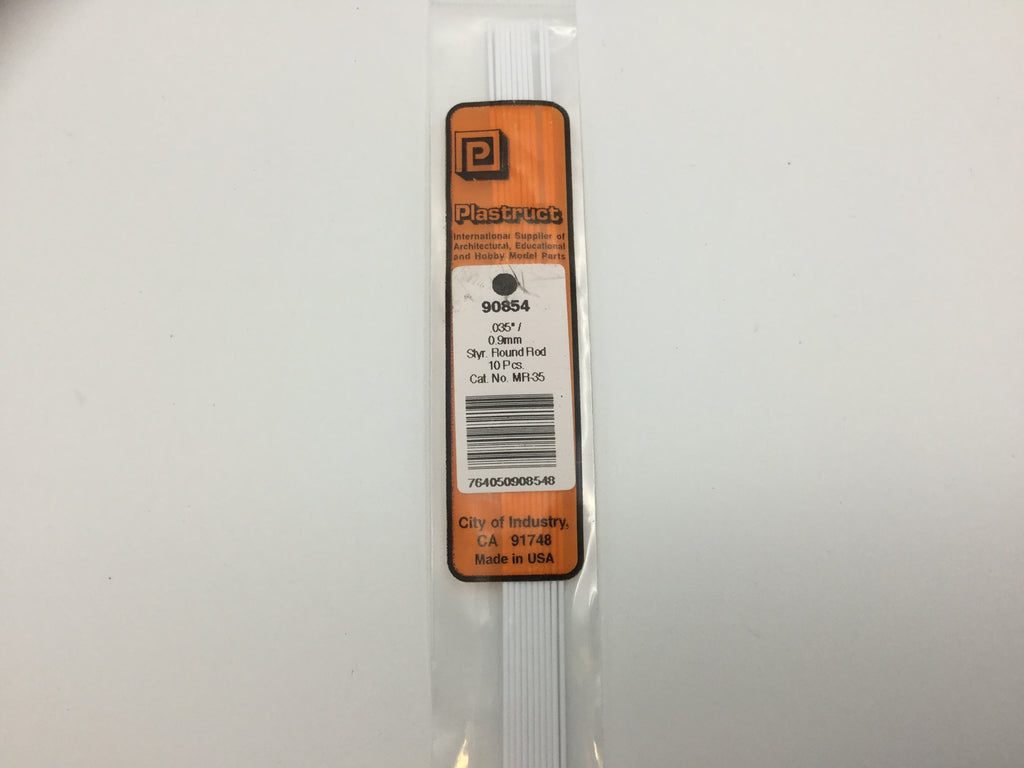 P
Plastruct
International Supplier of
Architectural, Educational
and Hobby Model Parts
90854
.035" /
0.9mm
Styr. Round Rod
10 Pcs.
Cat. No. MR-35
764050908548
City of Industry,
CA 91748
Made in USA